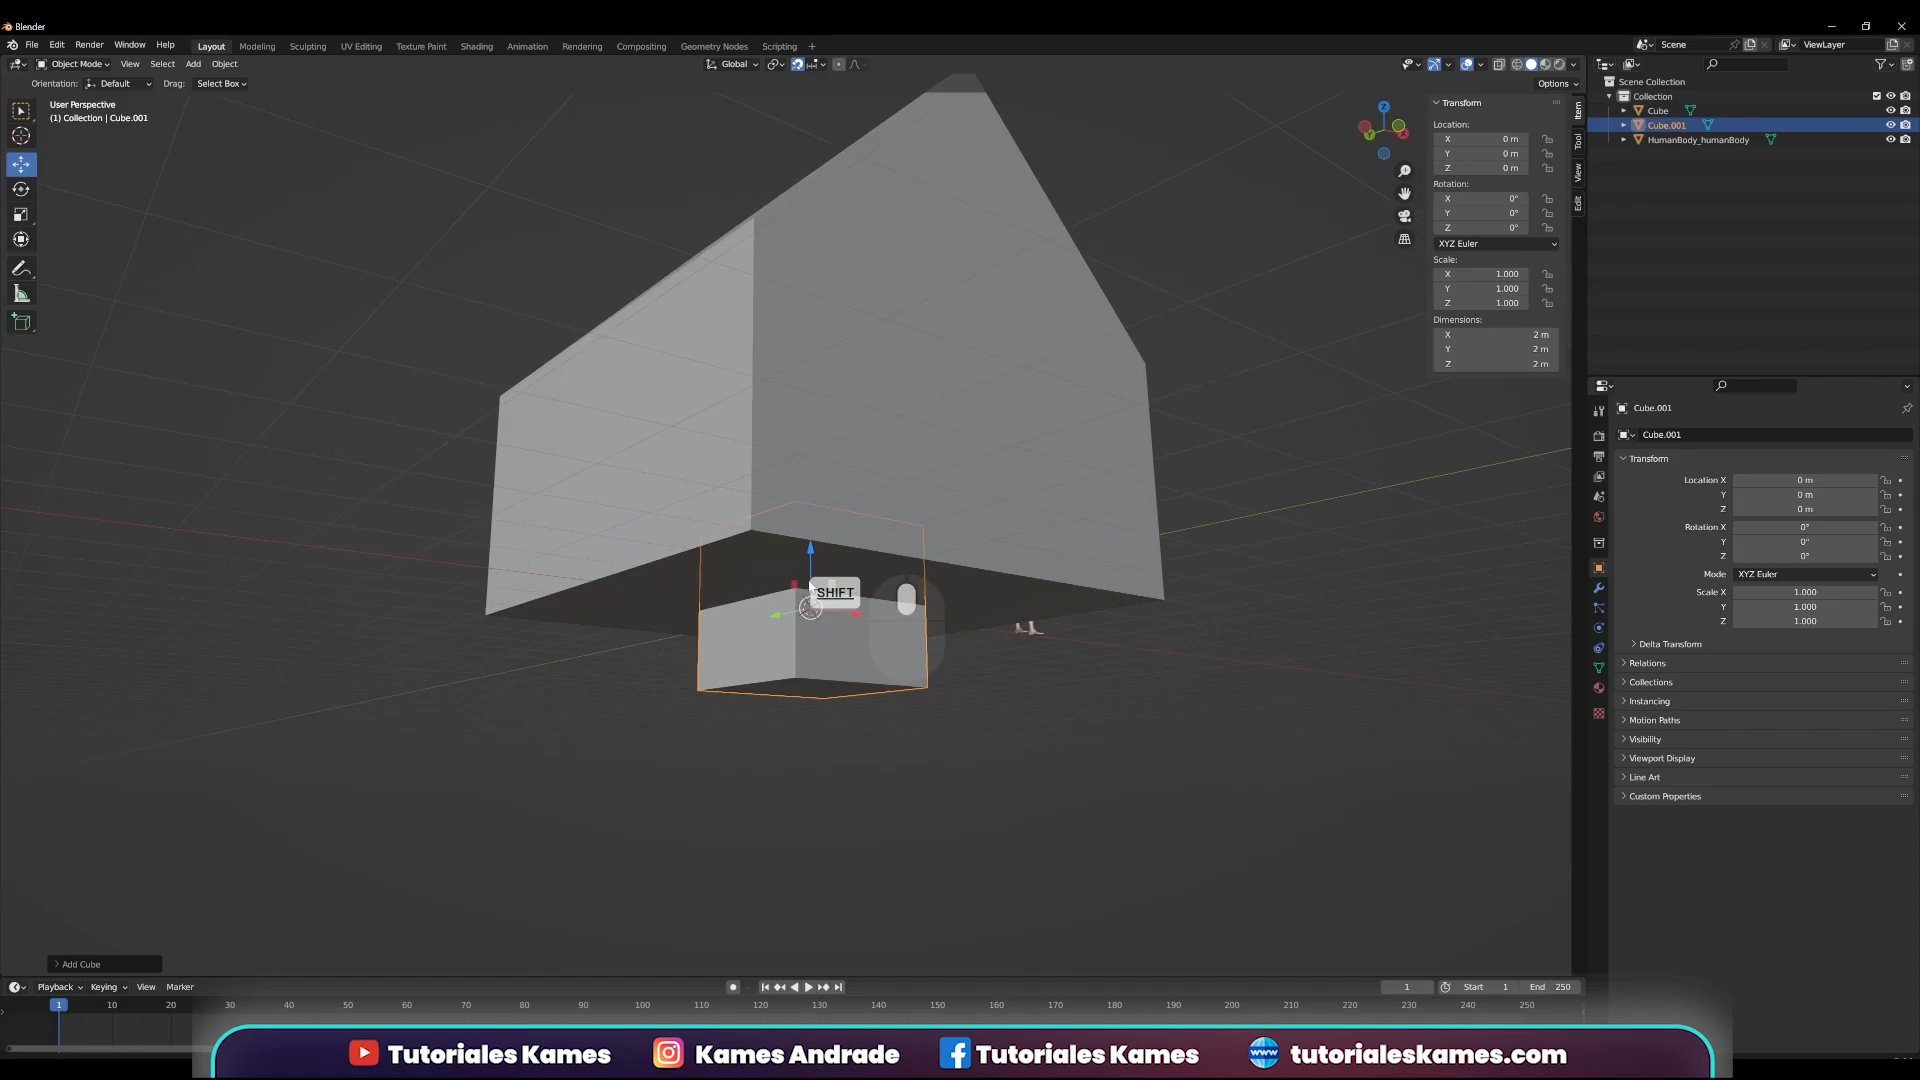 Blender
File Edit Render Window Help Layout Modeling Sculpting UV Editing Texture Paint Shading Animation Rendering Compositing Geometry Nodes Scripting + Scene ViewLayer
Object Mode View Select Add Object Global
Orientation: Default Drag: Select Box Options
User Perspective
(1) Collection | Cube.001
Transform
Location:
X 0 m
Y 0 m
Z 0 m
Rotation:
X 0°
Y 0°
Z 0°
XYZ Euler
Scale:
X 1.000
Y 1.000
Z 1.000
Dimensions:
X 2 m
Y 2 m
Z 2 m
Item
Tool
View
Edit
Z
Y
X
SHIFT
Scene Collection
Collection
Cube
Cube.001
HumanBody_humanBody
Cube.001
Cube.001
Transform
Location X 0 m
Y 0 m
Z 0 m
Rotation X 0°
Y 0°
Z 0°
Mode XYZ Euler
Scale X 1.000
Y 1.000
Z 1.000
Delta Transform
Relations
Collections
Instancing
Motion Paths
Visibility
Viewport Display
Line Art
Custom Properties
Add Cube
Playback Keying View Marker 1 Start 1 End 250
1 10 20 30 40 50 60 70 80 90 100 110 120 130 140 150 160 170 180 190 200 210 220 230 240 250
Tutoriales Kames Kames Andrade Tutoriales Kames www tutorialeskames.com